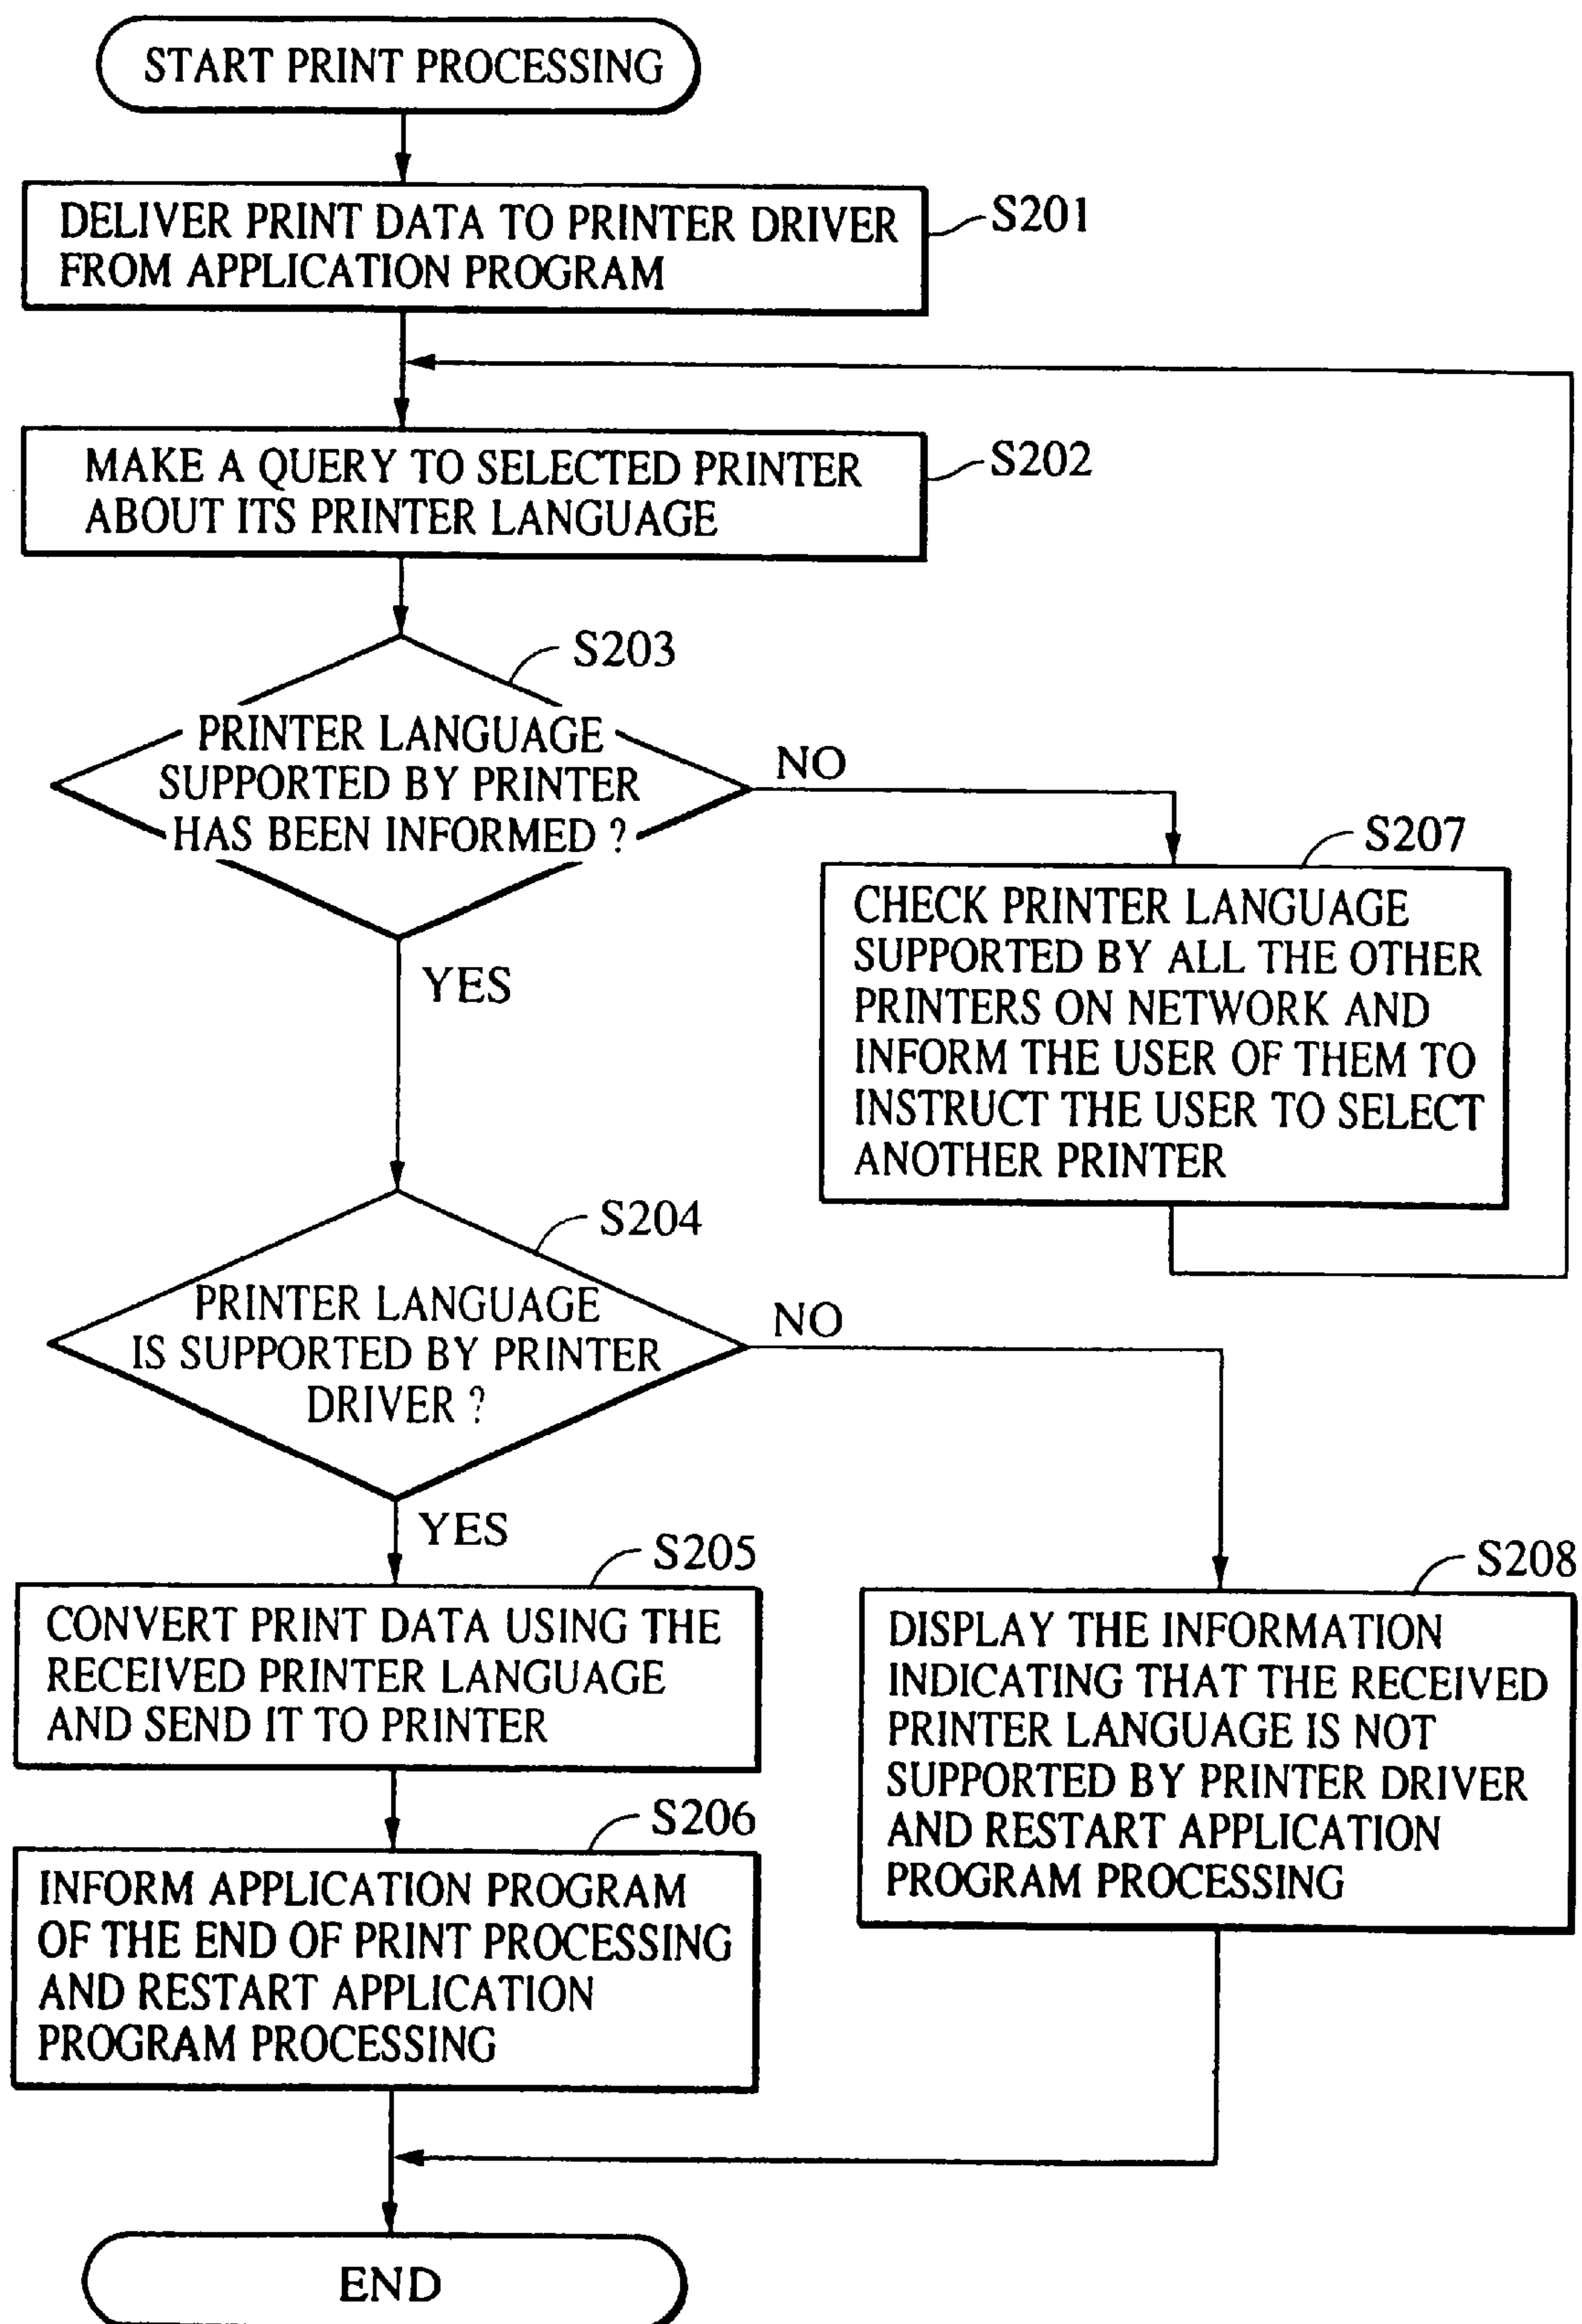 START PRINT PROCESSING
DELIVER PRINT DATA TO PRINTER DRIVER
FROM APPLICATION PROGRAM
S201
MAKE A QUERY TO SELECTED PRINTER
ABOUT ITS PRINTER LANGUAGE
S202
S203
PRINTER LANGUAGE
SUPPORTED BY PRINTER
HAS BEEN INFORMED ?
NO
YES
S207
CHECK PRINTER LANGUAGE
SUPPORTED BY ALL THE OTHER
PRINTERS ON NETWORK AND
INFORM THE USER OF THEM TO
INSTRUCT THE USER TO SELECT
ANOTHER PRINTER
S204
PRINTER LANGUAGE
IS SUPPORTED BY PRINTER
DRIVER ?
NO
YES
S205
CONVERT PRINT DATA USING THE
RECEIVED PRINTER LANGUAGE
AND SEND IT TO PRINTER
S208
DISPLAY THE INFORMATION
INDICATING THAT THE RECEIVED
PRINTER LANGUAGE IS NOT
SUPPORTED BY PRINTER DRIVER
AND RESTART APPLICATION
PROGRAM PROCESSING
S206
INFORM APPLICATION PROGRAM
OF THE END OF PRINT PROCESSING
AND RESTART APPLICATION
PROGRAM PROCESSING
END